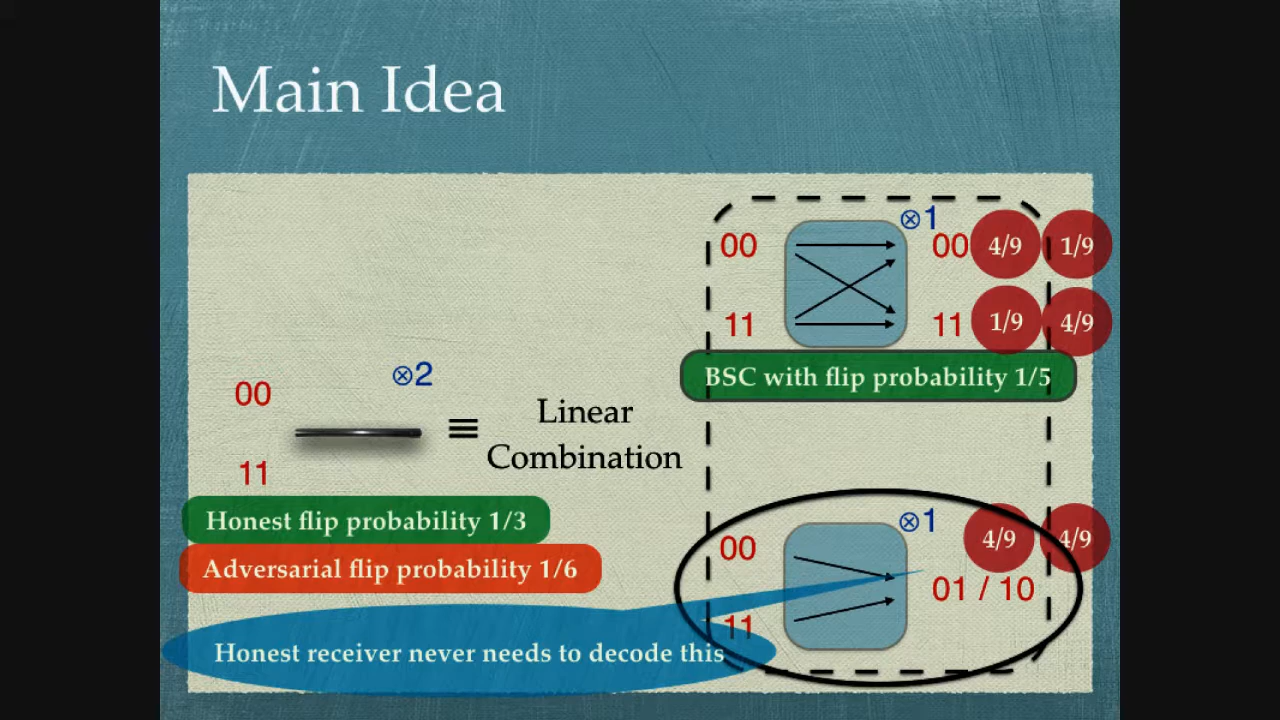 Main Idea
⊗1
00 00 4/9 1/9
11 11 1/9 4/9
BSC with flip probability 1/5
⊗2
00
≡ Linear
Combination
11
Honest flip probability 1/3
Adversarial flip probability 1/6
⊗1
00 4/9 4/9
01 / 10
11
Honest receiver never needs to decode this